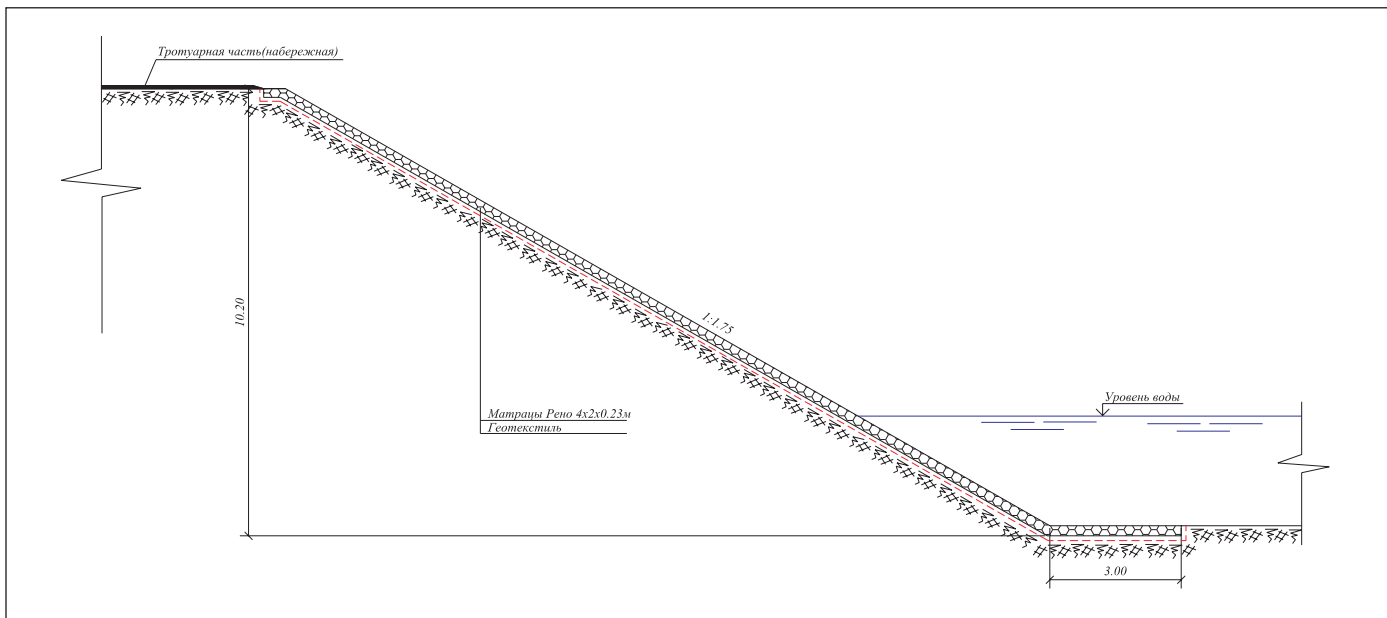 Тротуарная часть(набережная)
10.20
1:1.75
Матрацы Рено 4х2х0.23м
Геотекстиль
Уровень воды
3.00